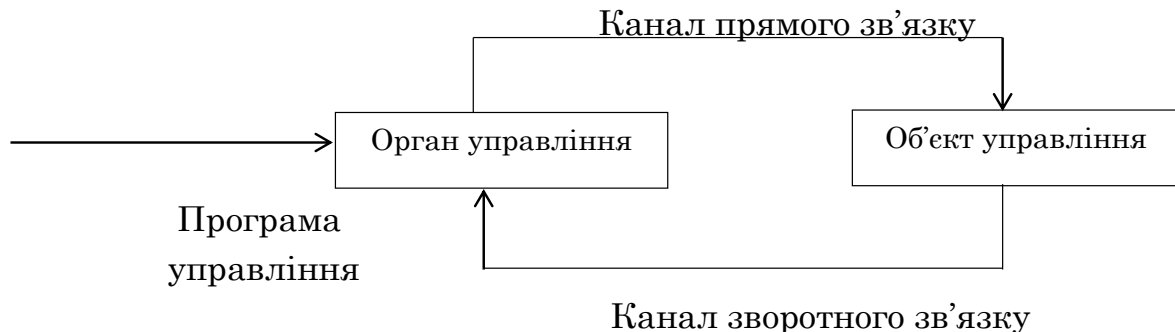 Канал прямого зв’язку
Орган управління
Об’єкт управління
Програма
управління
Канал зворотного зв’язку